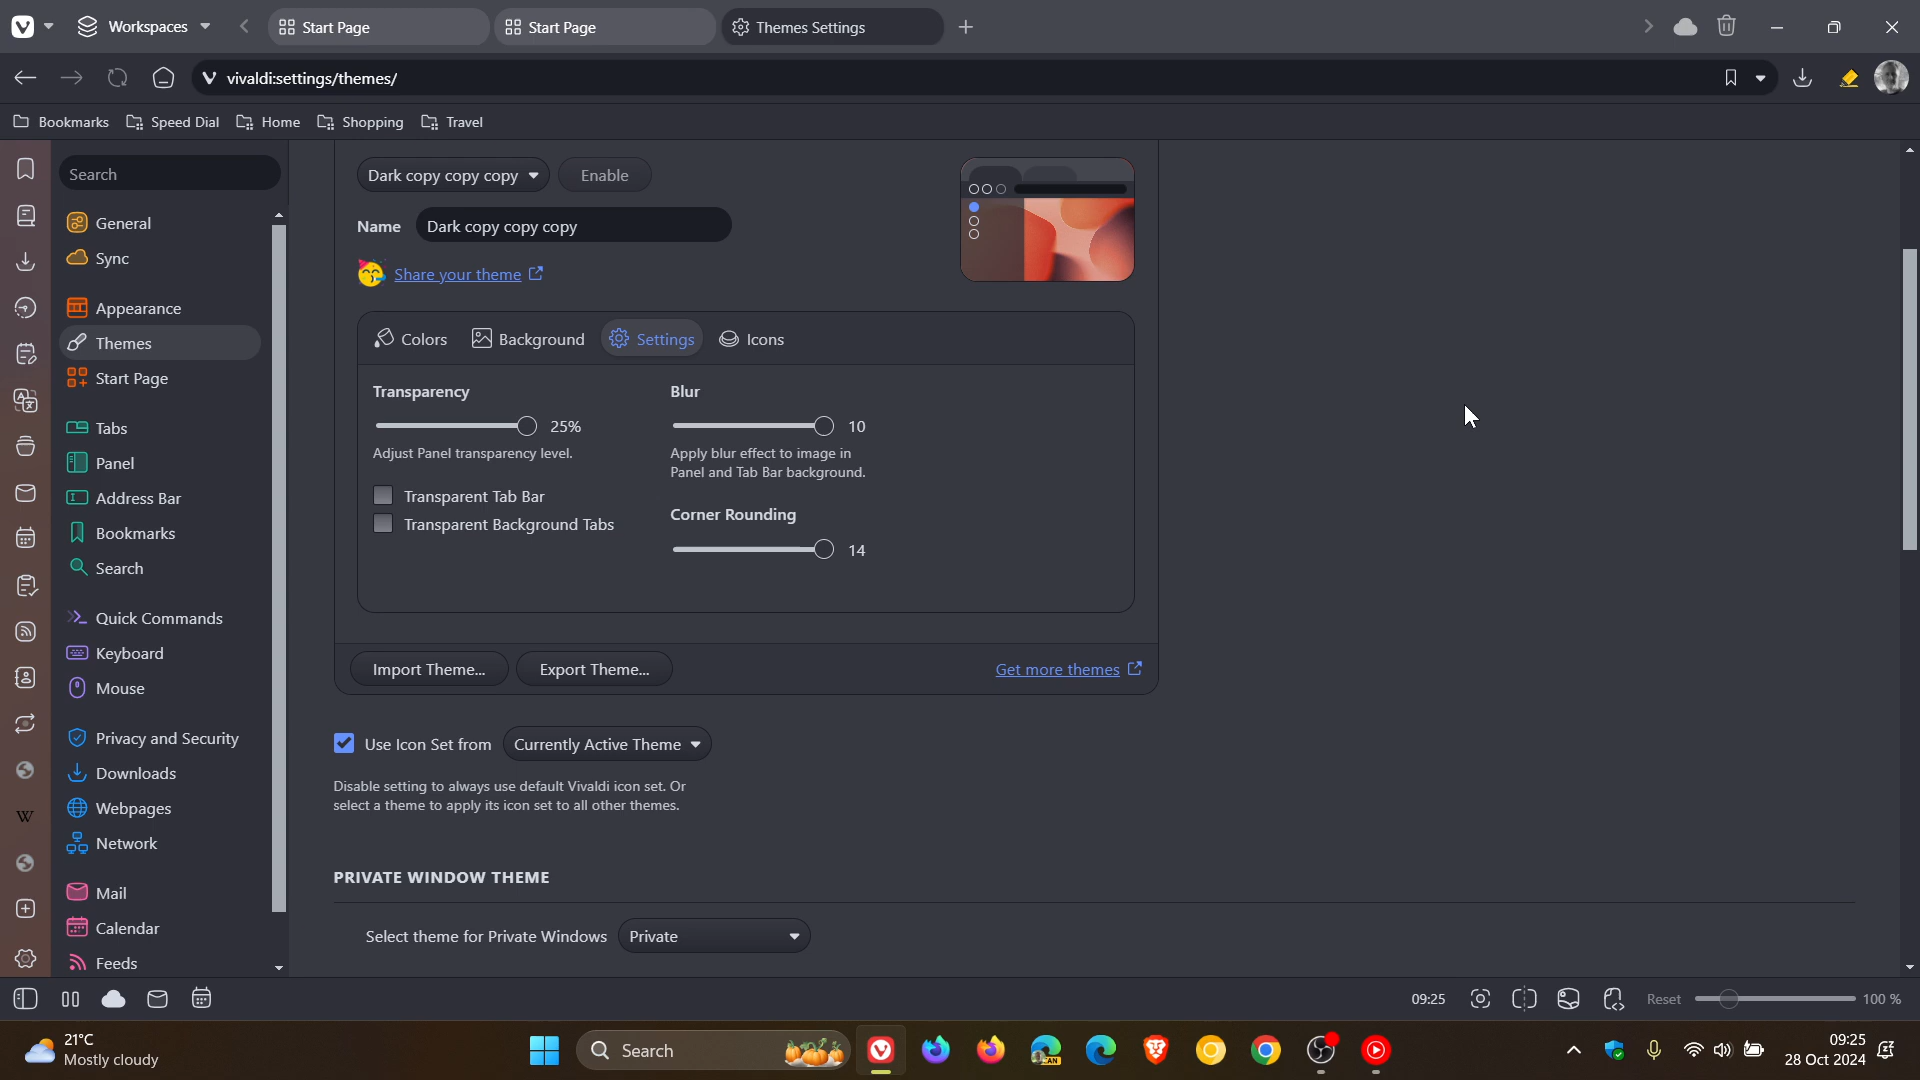 Workspaces
Start Page
Start Page
Themes Settings
vivaldi:settings/themes/
Bookmarks
Speed Dial
Home
Shopping
Travel
Search
General
Sync
Appearance
Themes
Start Page
Tabs
Panel
Address Bar
Bookmarks
Search
Quick Commands
Keyboard
Mouse
Privacy and Security
Downloads
Webpages
Network
Mail
Calendar
Feeds
Dark copy copy copy
Enable
Name Dark copy copy copy
Share your theme
Colors
Background
Settings
Icons
Transparency
25%
Adjust Panel transparency level.
Transparent Tab Bar
Transparent Background Tabs
Blur
10
Apply blur effect to image in
Panel and Tab Bar background.
Corner Rounding
14
Import Theme...
Export Theme...
Get more themes
Use Icon Set from Currently Active Theme
Disable setting to always use default Vivaldi icon set. Or
select a theme to apply its icon set to all other themes.
PRIVATE WINDOW THEME
Select theme for Private Windows Private
09:25
Reset
100 %
21°C
Mostly cloudy
Search
CAN
09:25
28 Oct 2024